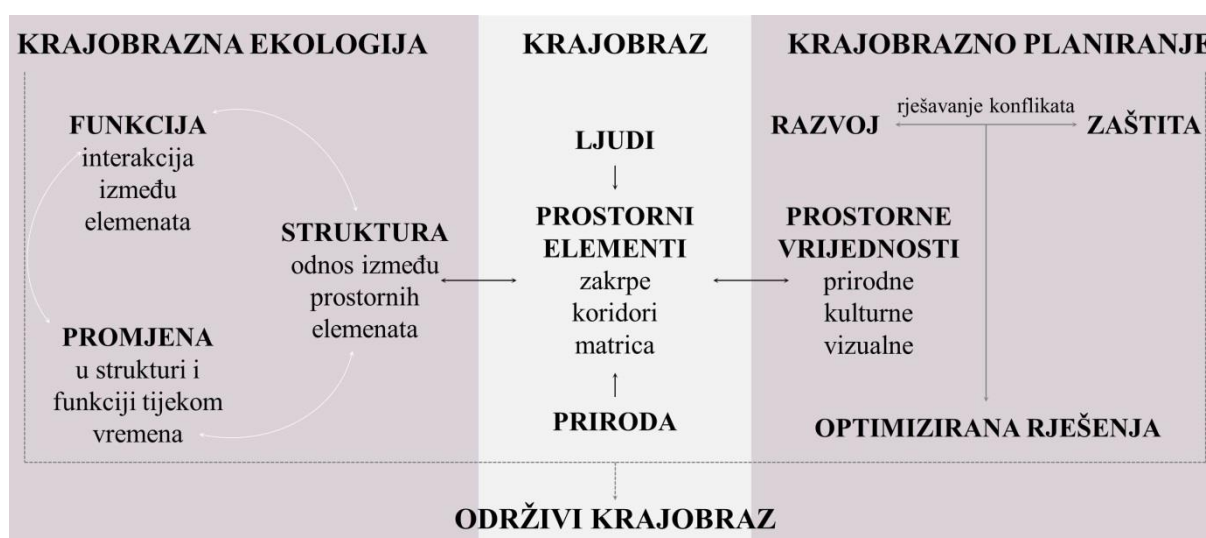 KRAJOBRAZNA EKOLOGIJA
FUNKCIJA
interakcija
između
elemenata
STRUKTURA
odnos između
prostornih
elemenata
PROMJENA
u strukturi i
funkciji tijekom
vremena
KRAJOBRAZ
LJUDI
PROSTORNI
ELEMENTI
zakrpe
koridori
matrica
PRIRODA
KRAJOBRAZNO PLANIRANJE
rješavanje konflikata
RAZVOJ
ZAŠTITA
PROSTORNE
VRIJEDNOSTI
prirodne
kulturne
vizualne
OPTIMIZIRANA RJEŠENJA
ODRŽIVI KRAJOBRAZ